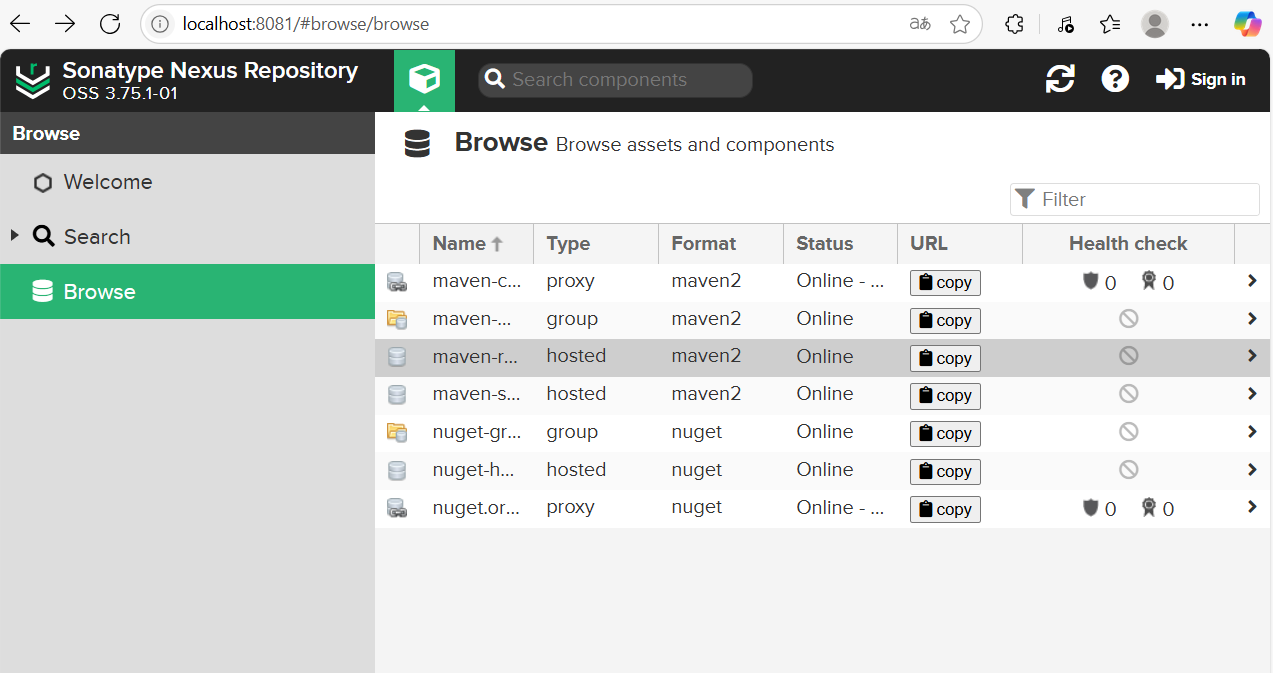 localhost:8081/#browse/browse
aあ
Sonatype Nexus Repository
OSS 3.75.1-01
Search components
Sign in
Browse
Welcome
Search
Browse
Browse Browse assets and components
Filter
Name Type Format Status URL Health check
maven-c... proxy maven2 Online - ... copy 0 0
maven-... group maven2 Online copy
maven-r... hosted maven2 Online copy
maven-s... hosted maven2 Online copy
nuget-gr... group nuget Online copy
nuget-h... hosted nuget Online copy
nuget.or... proxy nuget Online - ... copy 0 0